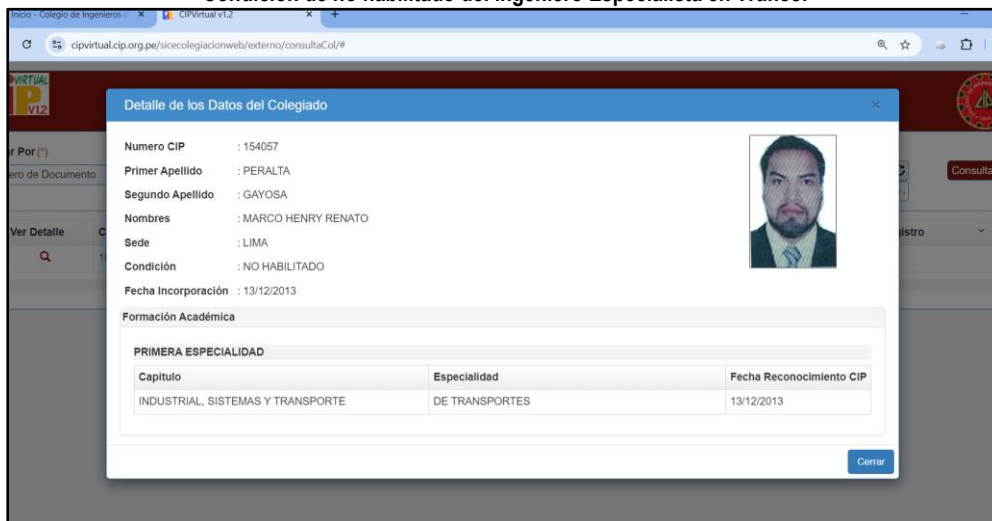 Condición de no habilitado del Ingeniero Especialista en Tránsel
Inicio - Colegio de Ingenieros d
CIPVirtual v1.2
cipvirtual.cip.org.pe/sicecolegiacionweb/externo/consultaCol/#
V1.2
Detalle de los Datos del Colegiado
Numero CIP : 154057
Primer Apellido : PERALTA
Segundo Apellido : GAYOSA
Nombres : MARCO HENRY RENATO
Sede : LIMA
Condición : NO HABILITADO
Fecha Incorporación : 13/12/2013
r Por (*)
ero de Documento
Consulta
Ver Detalle
istro
Formación Académica
PRIMERA ESPECIALIDAD
Capitulo Especialidad Fecha Reconocimiento CIP
INDUSTRIAL, SISTEMAS Y TRANSPORTE DE TRANSPORTES 13/12/2013
Cerrar